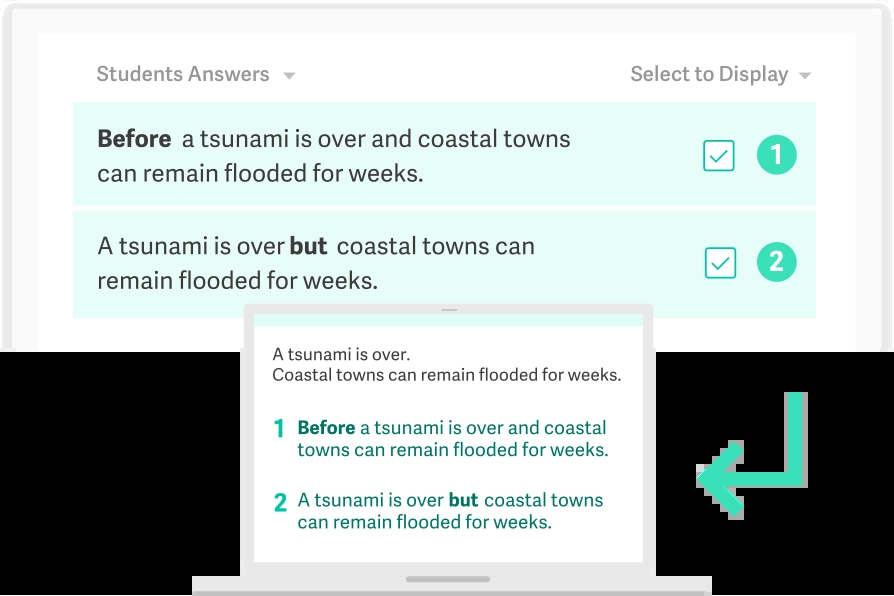 Students Answers
Select to Display
Before a tsunami is over and coastal towns
can remain flooded for weeks.
1
A tsunami is over but coastal towns can
remain flooded for weeks.
2
A tsunami is over.
Coastal towns can remain flooded for weeks.
1 Before a tsunami is over and coastal
towns can remain flooded for weeks.
2 A tsunami is over but coastal towns
can remain flooded for weeks.